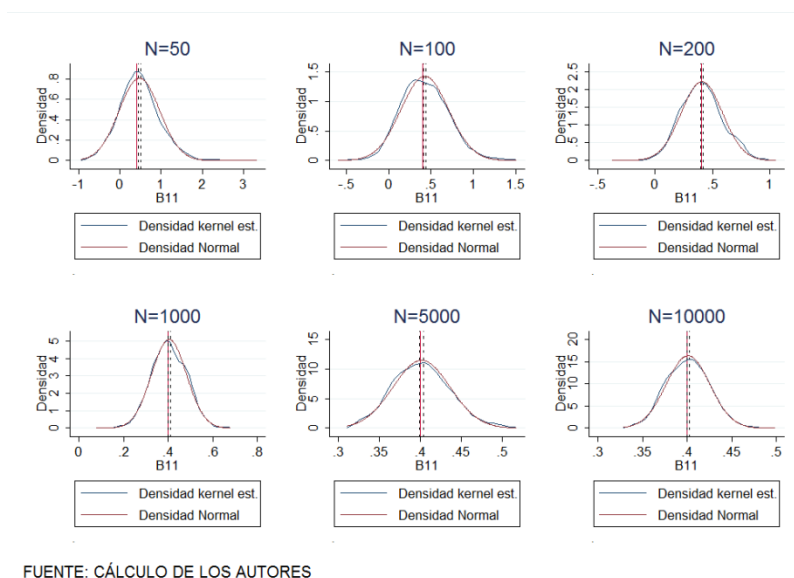 N=50
N=100
N=200
Densidad
0 .2 .4 .6 .8
-1 0 1 2 3
B11
Densidad kernel est.
Densidad Normal
Densidad
0 .5 1 1.5
-.5 0 .5 1 1.5
B11
Densidad kernel est.
Densidad Normal
Densidad
0 .5 1 1.5 2 2.5
-.5 0 .5 1
B11
Densidad kernel est.
Densidad Normal
N=1000
N=5000
N=10000
Densidad
0 1 2 3 4 5
0 .2 .4 .6 .8
B11
Densidad kernel est.
Densidad Normal
Densidad
0 5 10 15
.3 .35 .4 .45 .5
B11
Densidad kernel est.
Densidad Normal
Densidad
0 5 10 15 20
.3 .35 .4 .45 .5
B11
Densidad kernel est.
Densidad Normal
FUENTE: CÁLCULO DE LOS AUTORES